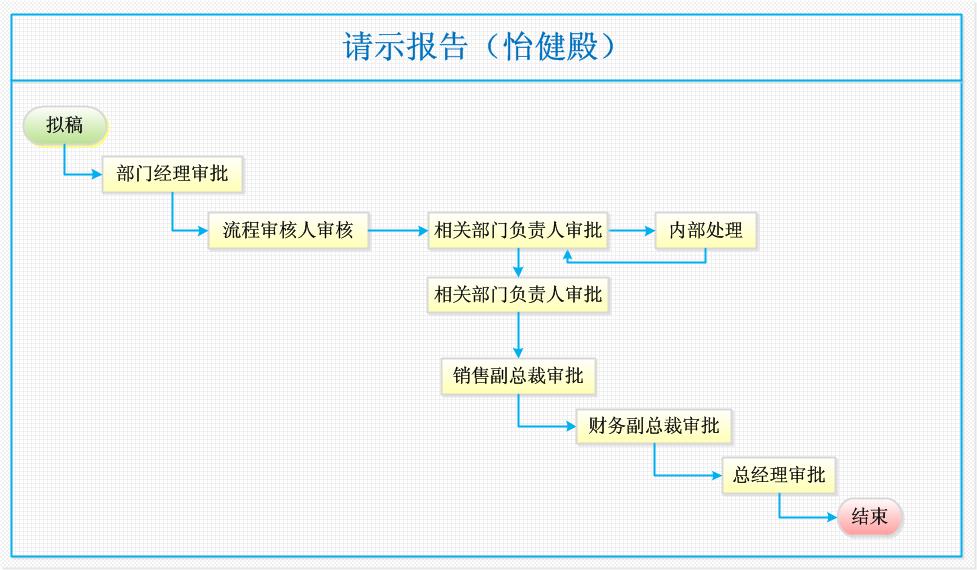 请示报告（怡健殿）
拟稿
部门经理审批
流程审核人审核
相关部门负责人审批
内部处理
相关部门负责人审批
销售副总裁审批
财务副总裁审批
总经理审批
结束